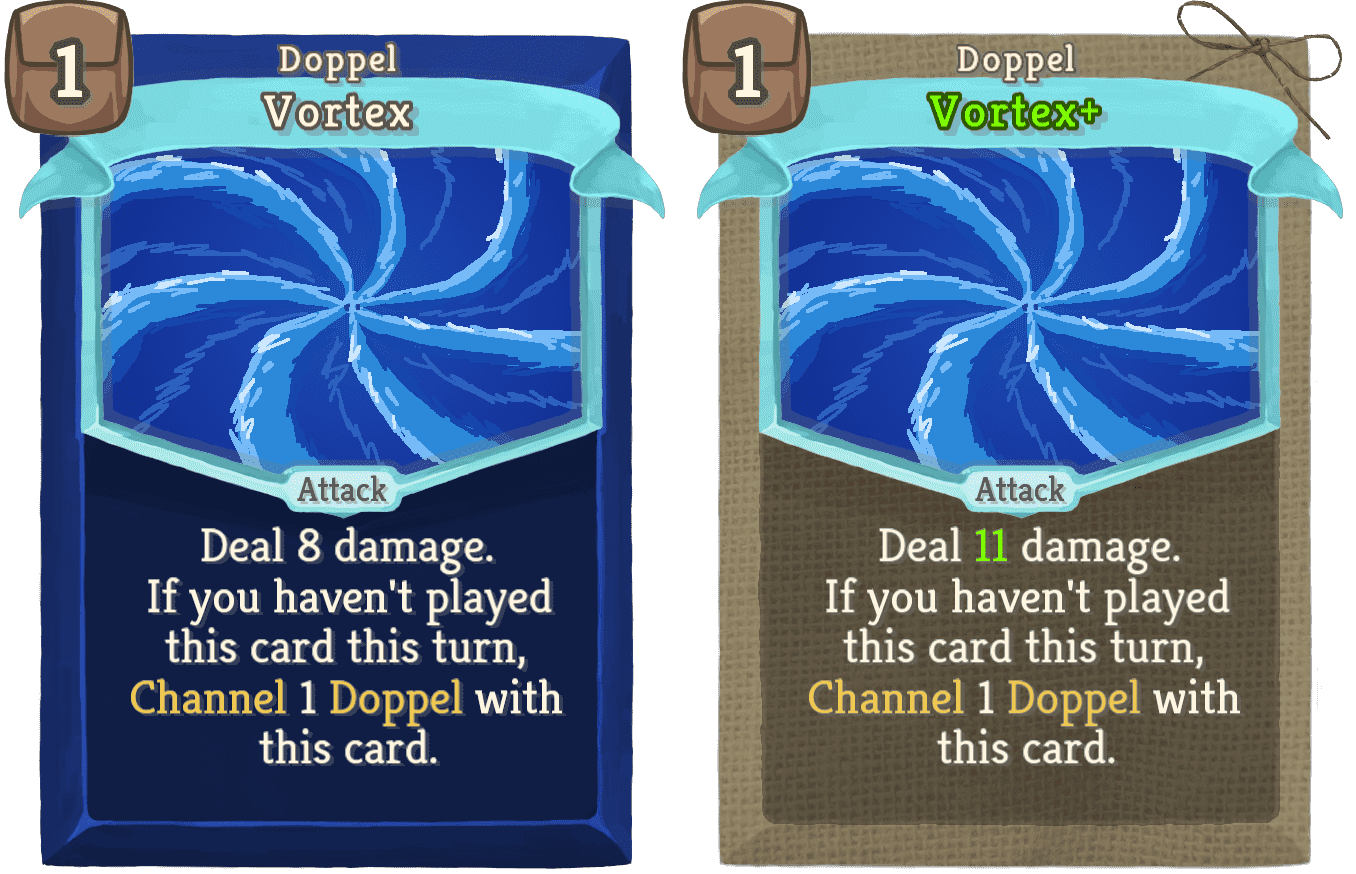 1
Doppel
Vortex
Attack
Deal 8 damage.
If you haven't played
this card this turn,
Channel 1 Doppel with
this card.
1
Doppel
Vortex+
Attack
Deal 11 damage.
If you haven't played
this card this turn,
Channel 1 Doppel with
this card.